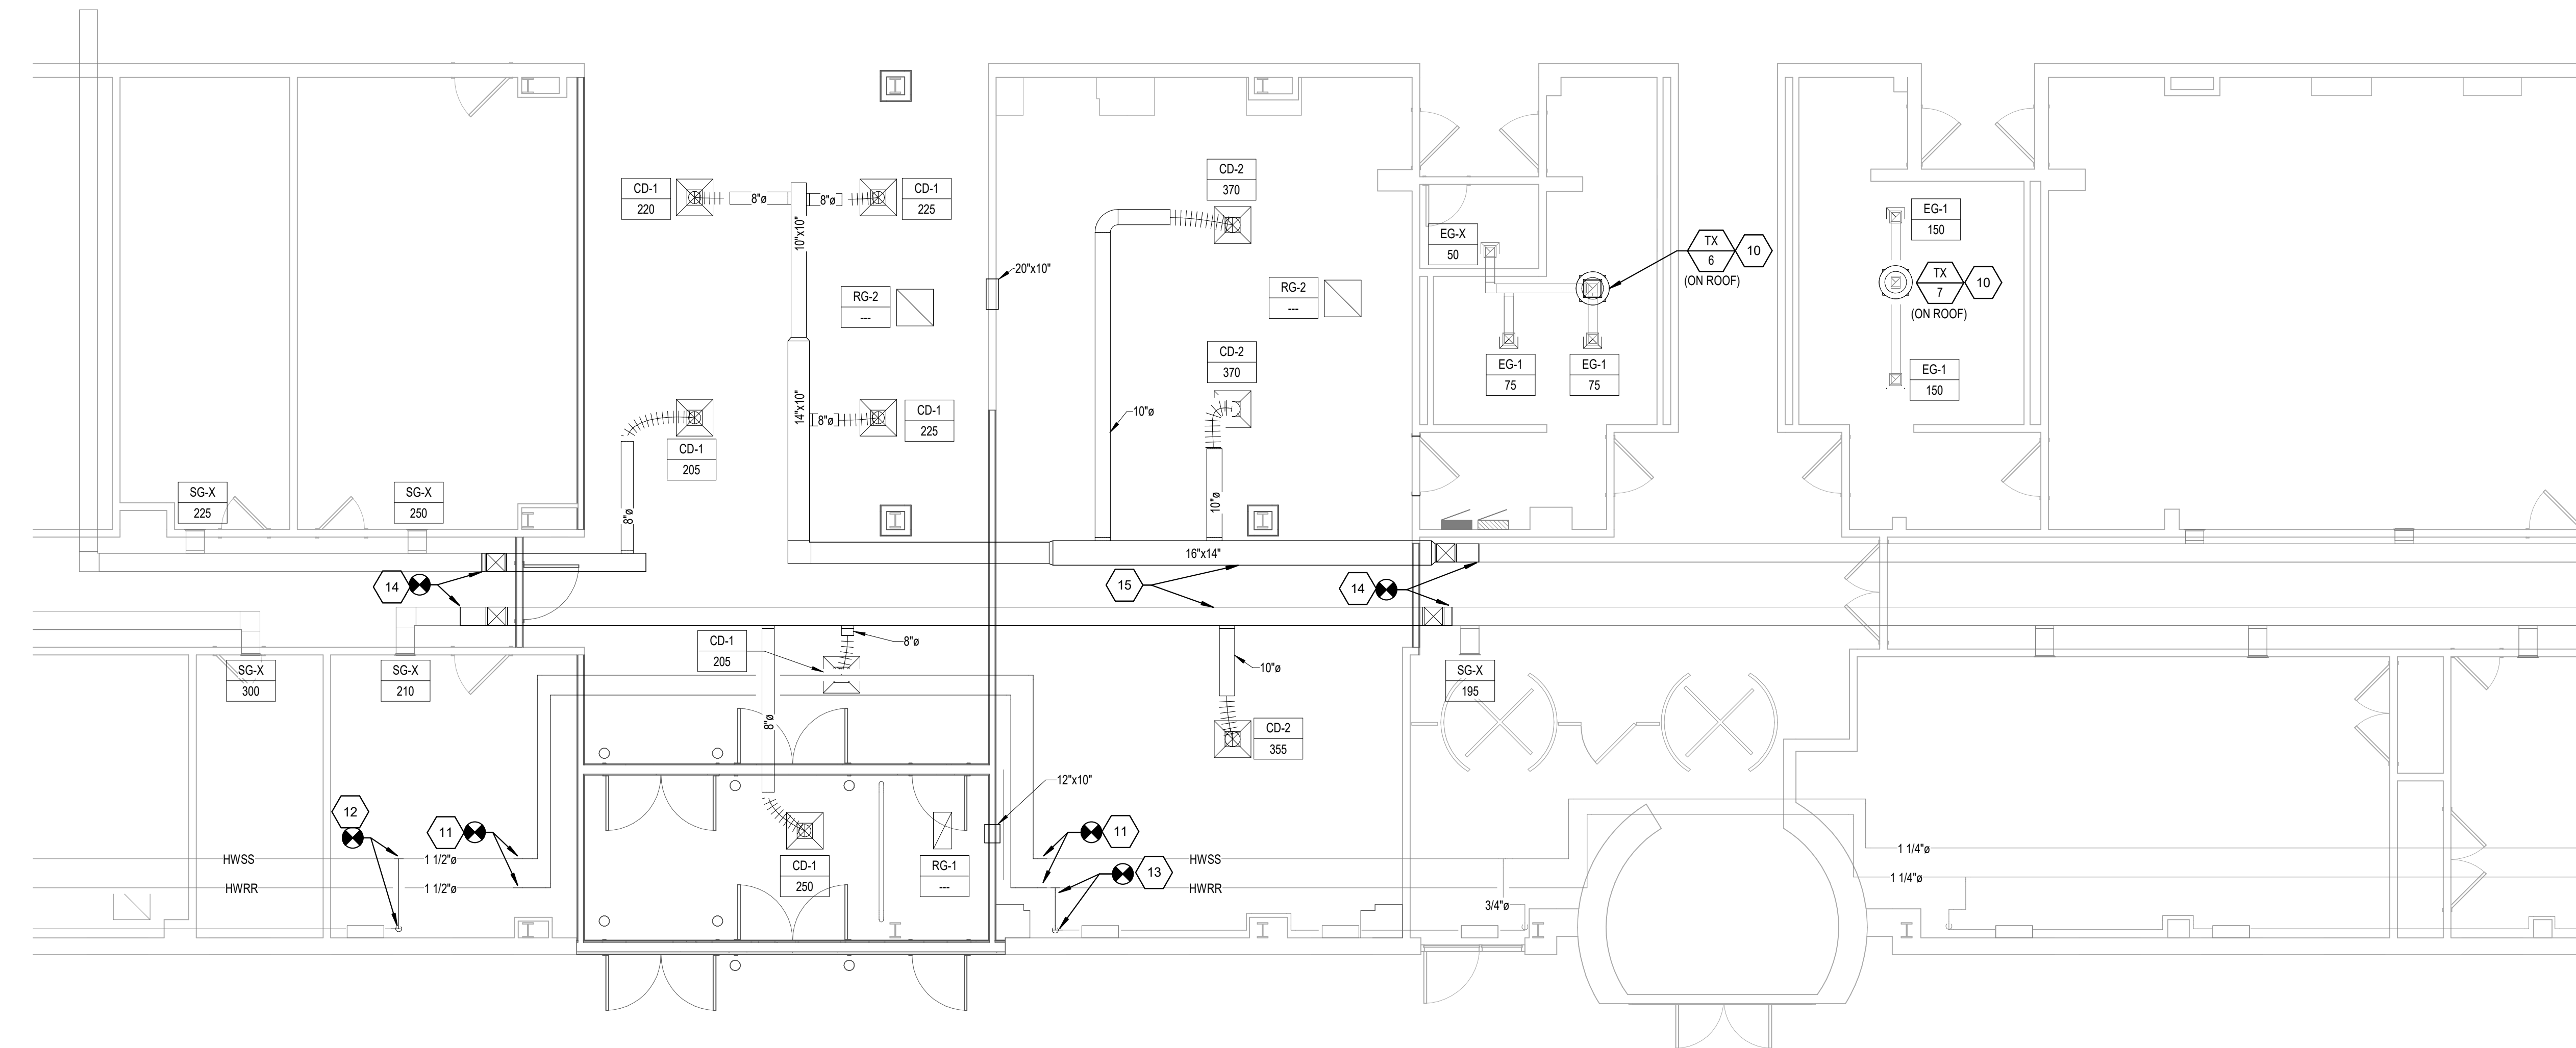 CD-1
220
8"ø
8"ø
CD-1
225
10"x10"
CD-2
370
EG-X
50
EG-1
150
TX
6
10
(ON ROOF)
TX
7
10
(ON ROOF)
20"x10"
RG-2
---
RG-2
---
CD-2
370
EG-1
75
EG-1
75
EG-1
150
14"x10"
8"ø
CD-1
225
10"ø
CD-1
205
SG-X
225
SG-X
250
8"ø
10"ø
16"x14"
14
15
14
CD-1
205
8"ø
SG-X
300
SG-X
210
10"ø
SG-X
195
8"ø
CD-2
355
12"x10"
12
11
11
HWSS
1 1/2"ø
HWSS
1 1/4"ø
CD-1
250
RG-1
---
13
HWRR
1 1/2"ø
HWRR
1 1/4"ø
3/4"ø